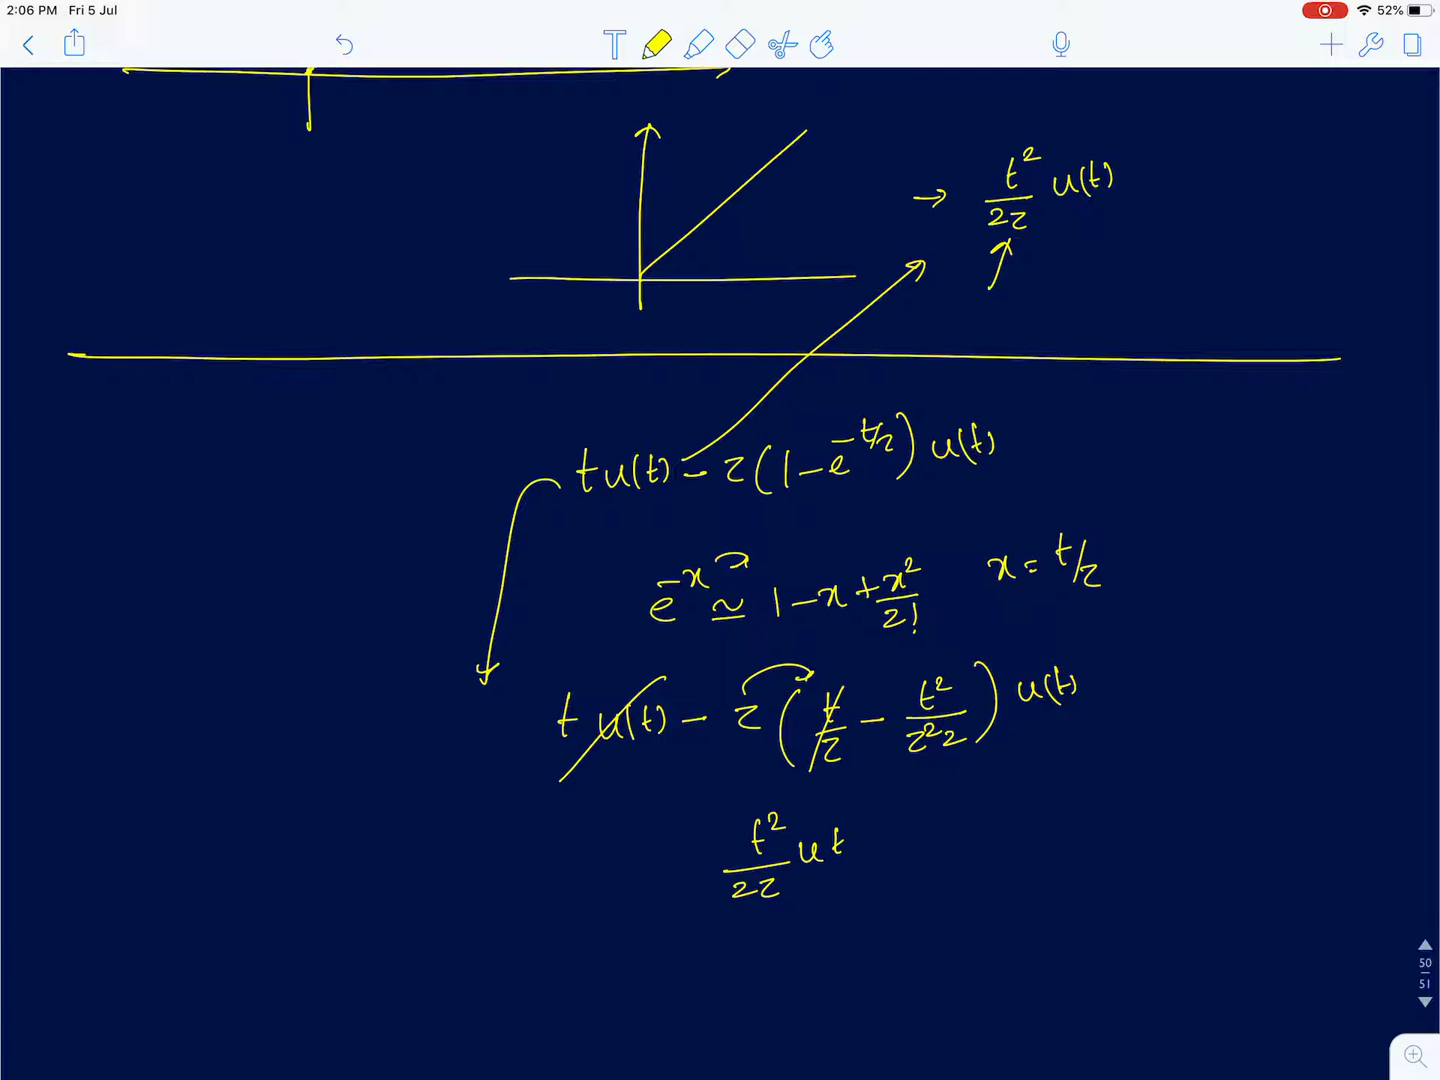 2:06 PM Fri 5 Jul
52%
T
→ t²/2τ u(t)
t u(t) - τ(1-e^(-t/τ)) u(t)
e^(-x) ≃ 1-x+x²/2! x = t/τ
t u(t) - τ(t/τ - t²/τ²2) u(t)
t²/2τ ut
50
51